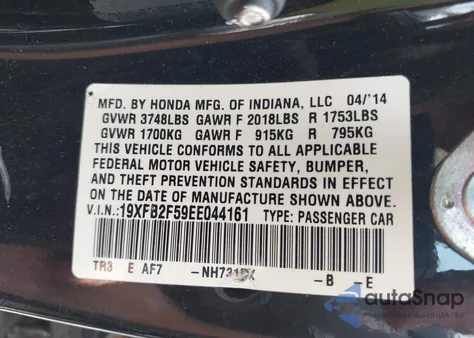 MFD. BY HONDA MFG. OF INDIANA, LLC 04/'14
GVWR 3748LBS GAWR F 2018LBS R 1753LBS
GVWR 1700KG GAWR F 915KG R 795KG
THIS VEHICLE CONFORMS TO ALL APPLICABLE
FEDERAL MOTOR VEHICLE SAFETY, BUMPER,
AND THEFT PREVENTION STANDARDS IN EFFECT
ON THE DATE OF MANUFACTURE SHOWN ABOVE.
V.I.N.:19XFB2F59EE044161 TYPE: PASSENGER CAR
TR3 E AF7 -NH731PX -B -E
autoSnap